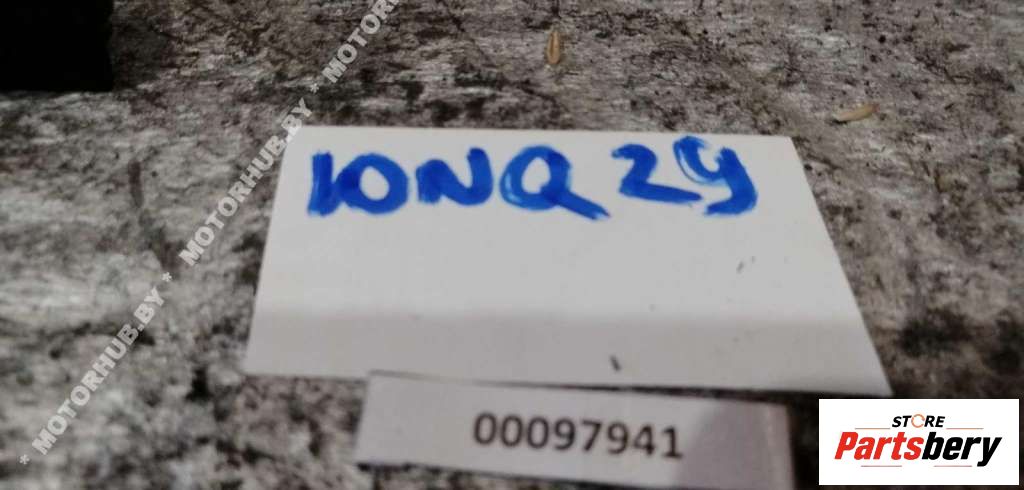 MOTORHUB.BY * MOTORHUB.BY * MOTORHUB.BY * MOTOR
IONQ 29
00097941
STORE
Partsbery